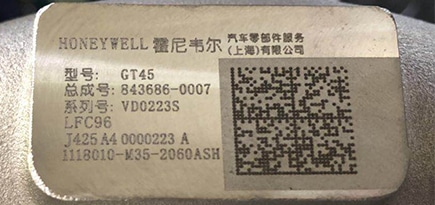 HONEYWELL 霍尼韦尔 汽车零部件服务
(上海)有限公司
型号: GT45
总成号: 843686-0007
系列号: VD0223S
LFC96
J425 A4 0000223 A
1118010-M35-2060ASH